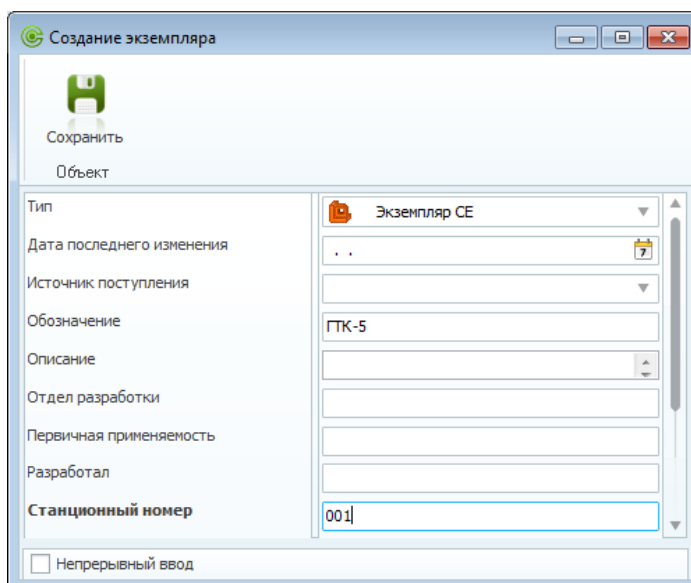 Создание экземпляра
Сохранить
Объект
Тип Экземпляр СЕ
Дата последнего изменения . . 7
Источник поступления
Обозначение ГТК-5
Описание
Отдел разработки
Первичная применяемость
Разработал
Станционный номер 001
Непрерывный ввод